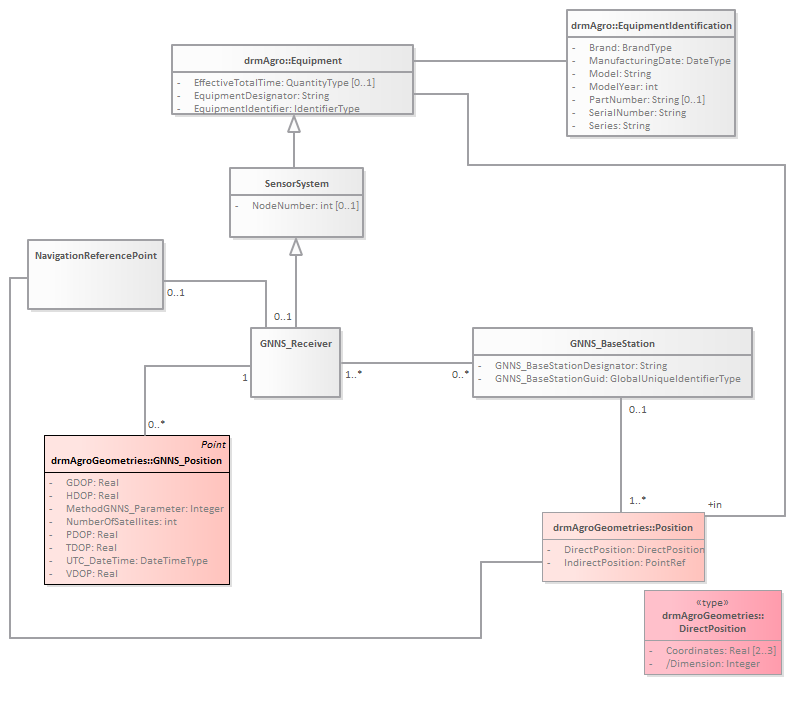 drmAgro::EquipmentIdentification
- Brand: BrandType
- ManufacturingDate: DateType
- Model: String
- ModelYear: int
- PartNumber: String [0..1]
- SerialNumber: String
- Series: String
drmAgro::Equipment
- EffectiveTotalTime: QuantityType [0..1]
- EquipmentDesignator: String
- EquipmentIdentifier: IdentifierType
SensorSystem
- NodeNumber: int [0..1]
NavigationReferencePoint
0..1
0..1
GNNS_Receiver
1
1..*
0..*
GNNS_BaseStation
- GNNS_BaseStationDesignator: String
- GNNS_BaseStationGuid: GlobalUniqueIdentifierType
0..1
0..*
Point
drmAgroGeometries::GNNS_Position
- GDOP: Real
- HDOP: Real
- MethodGNNS_Parameter: Integer
- NumberOfSatellites: int
- PDOP: Real
- TDOP: Real
- UTC_DateTime: DateTimeType
- VDOP: Real
1..*
+in
drmAgroGeometries::Position
- DirectPosition: DirectPosition
- IndirectPosition: PointRef
«type»
drmAgroGeometries::
DirectPosition
- Coordinates: Real [2..3]
- /Dimension: Integer